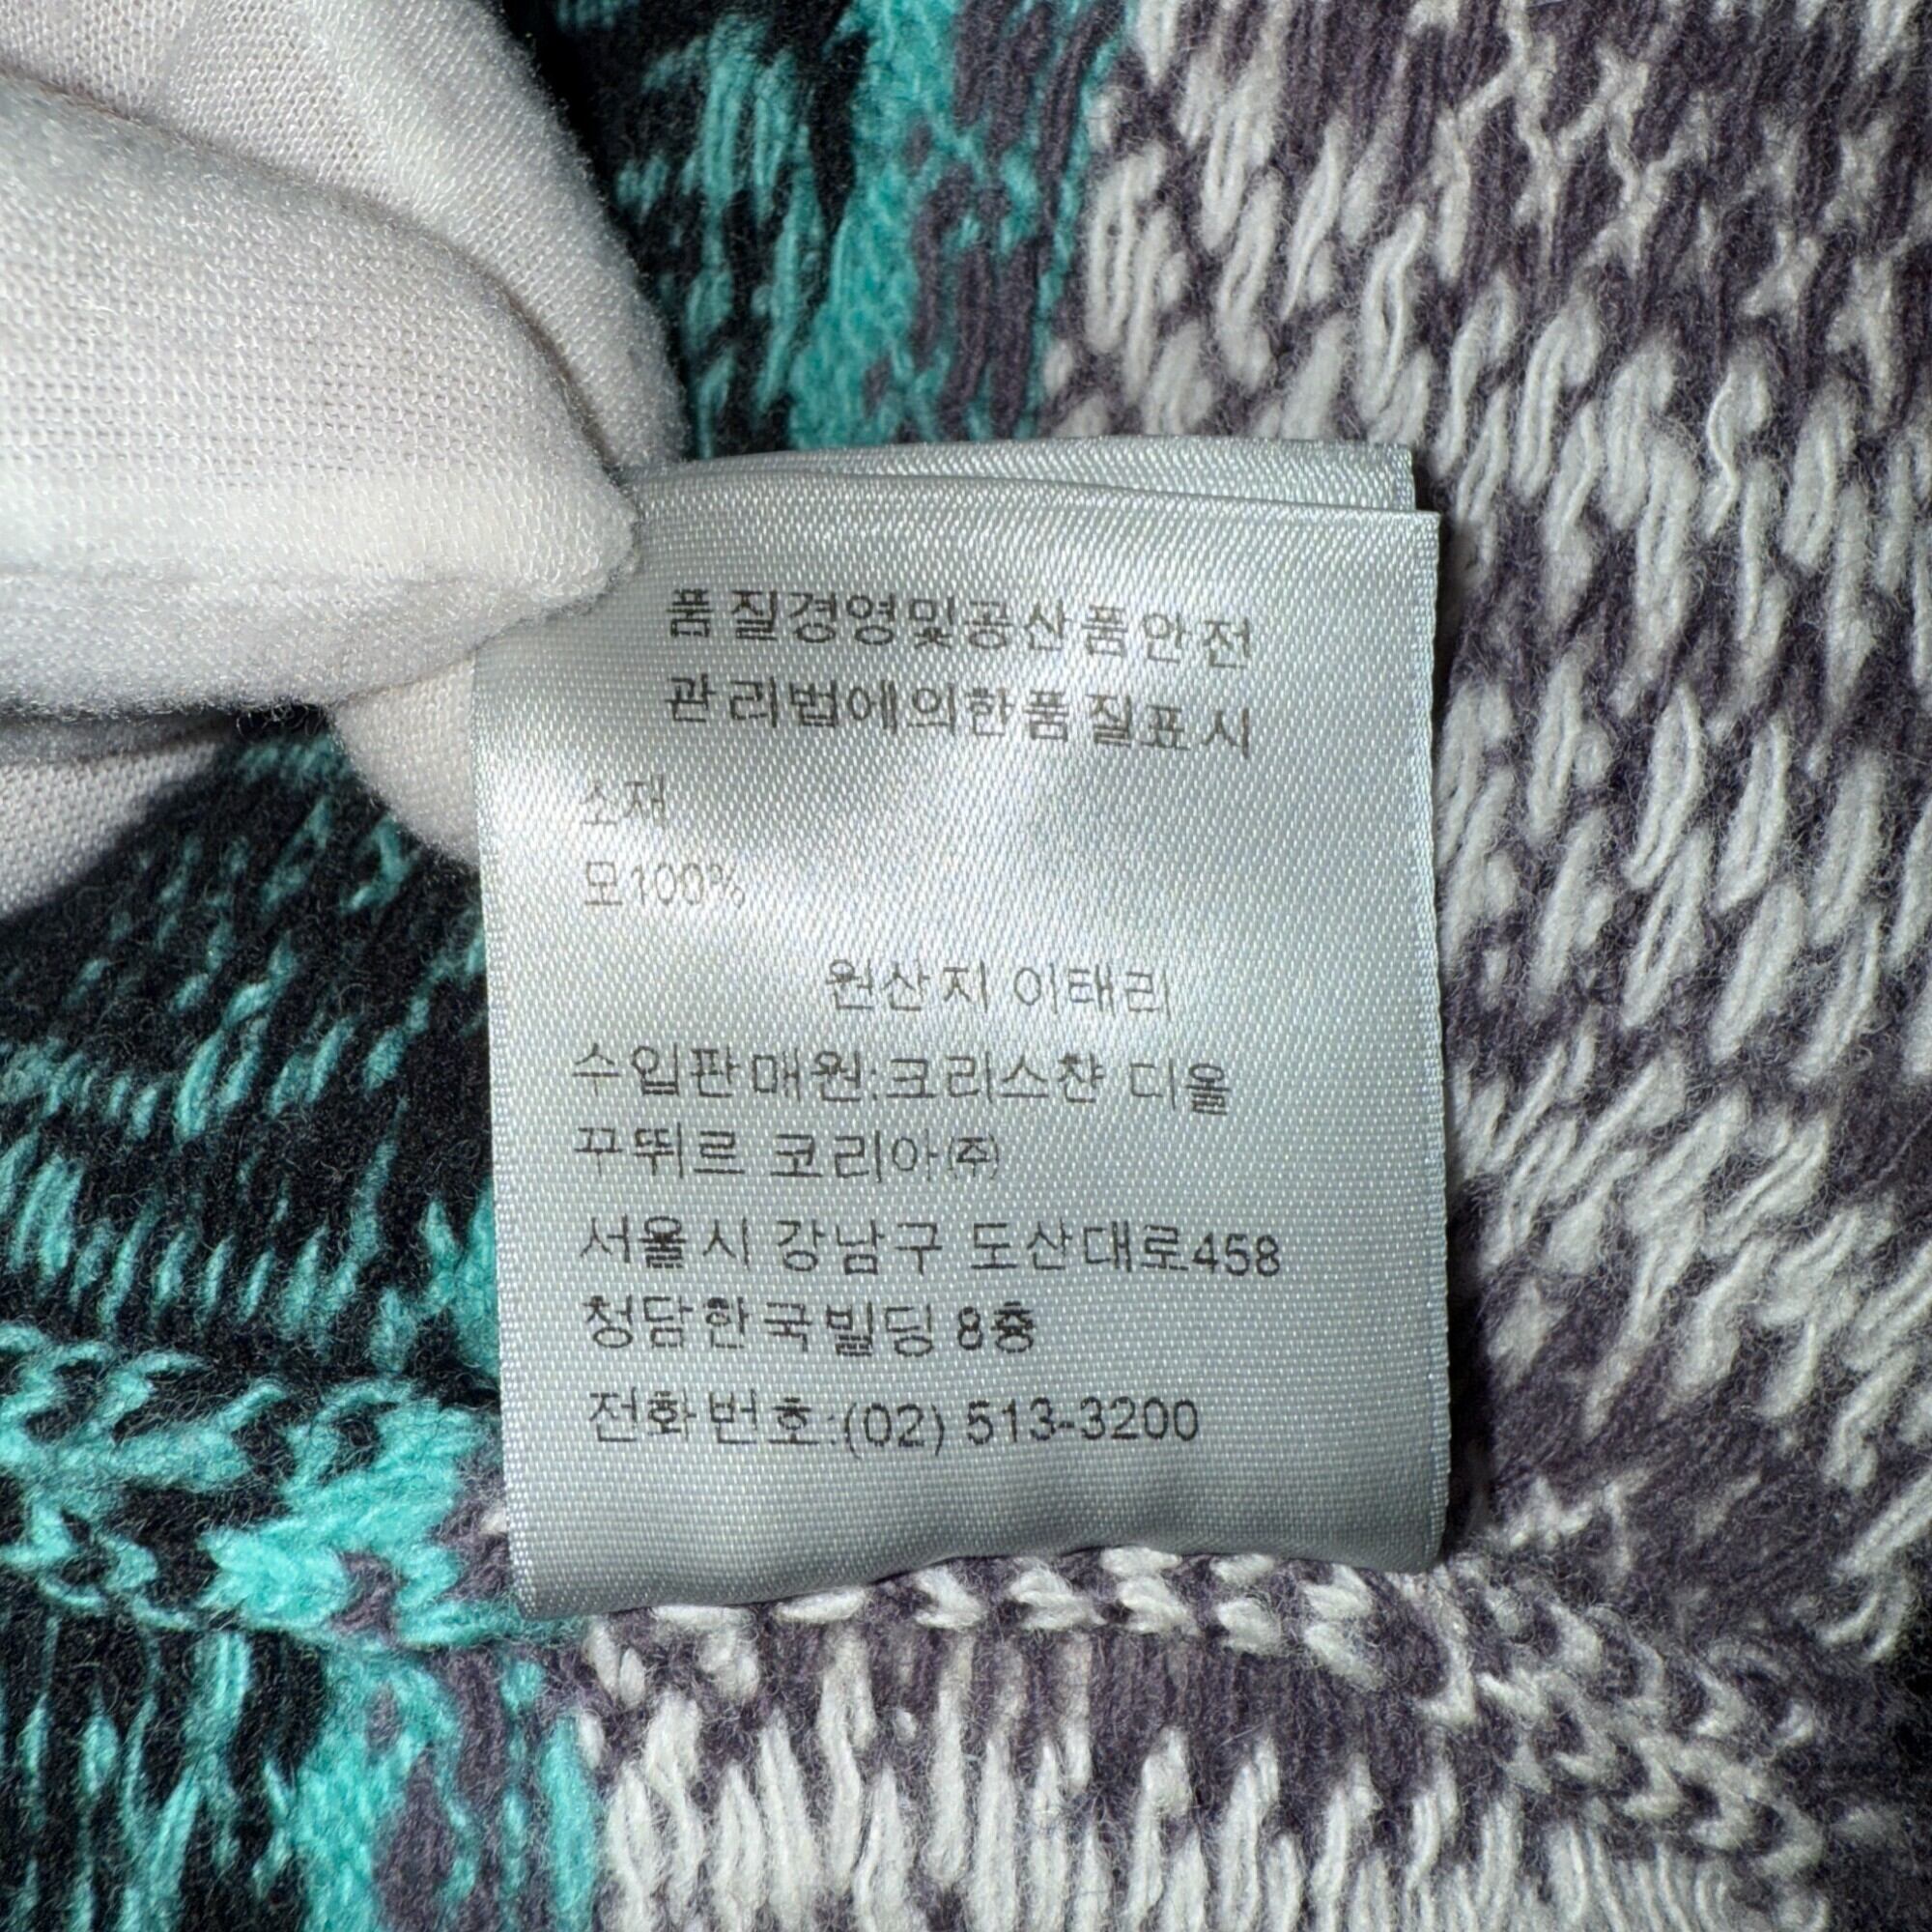 품질경영및공산품안전
관리법에의한품질표시
소재
모100%
원산지 이태리
수입판매원:크리스챤 디올
꾸뛰르 코리아㈜
서울시 강남구 도산대로458
청담한국빌딩 8층
전화번호:(02) 513-3200